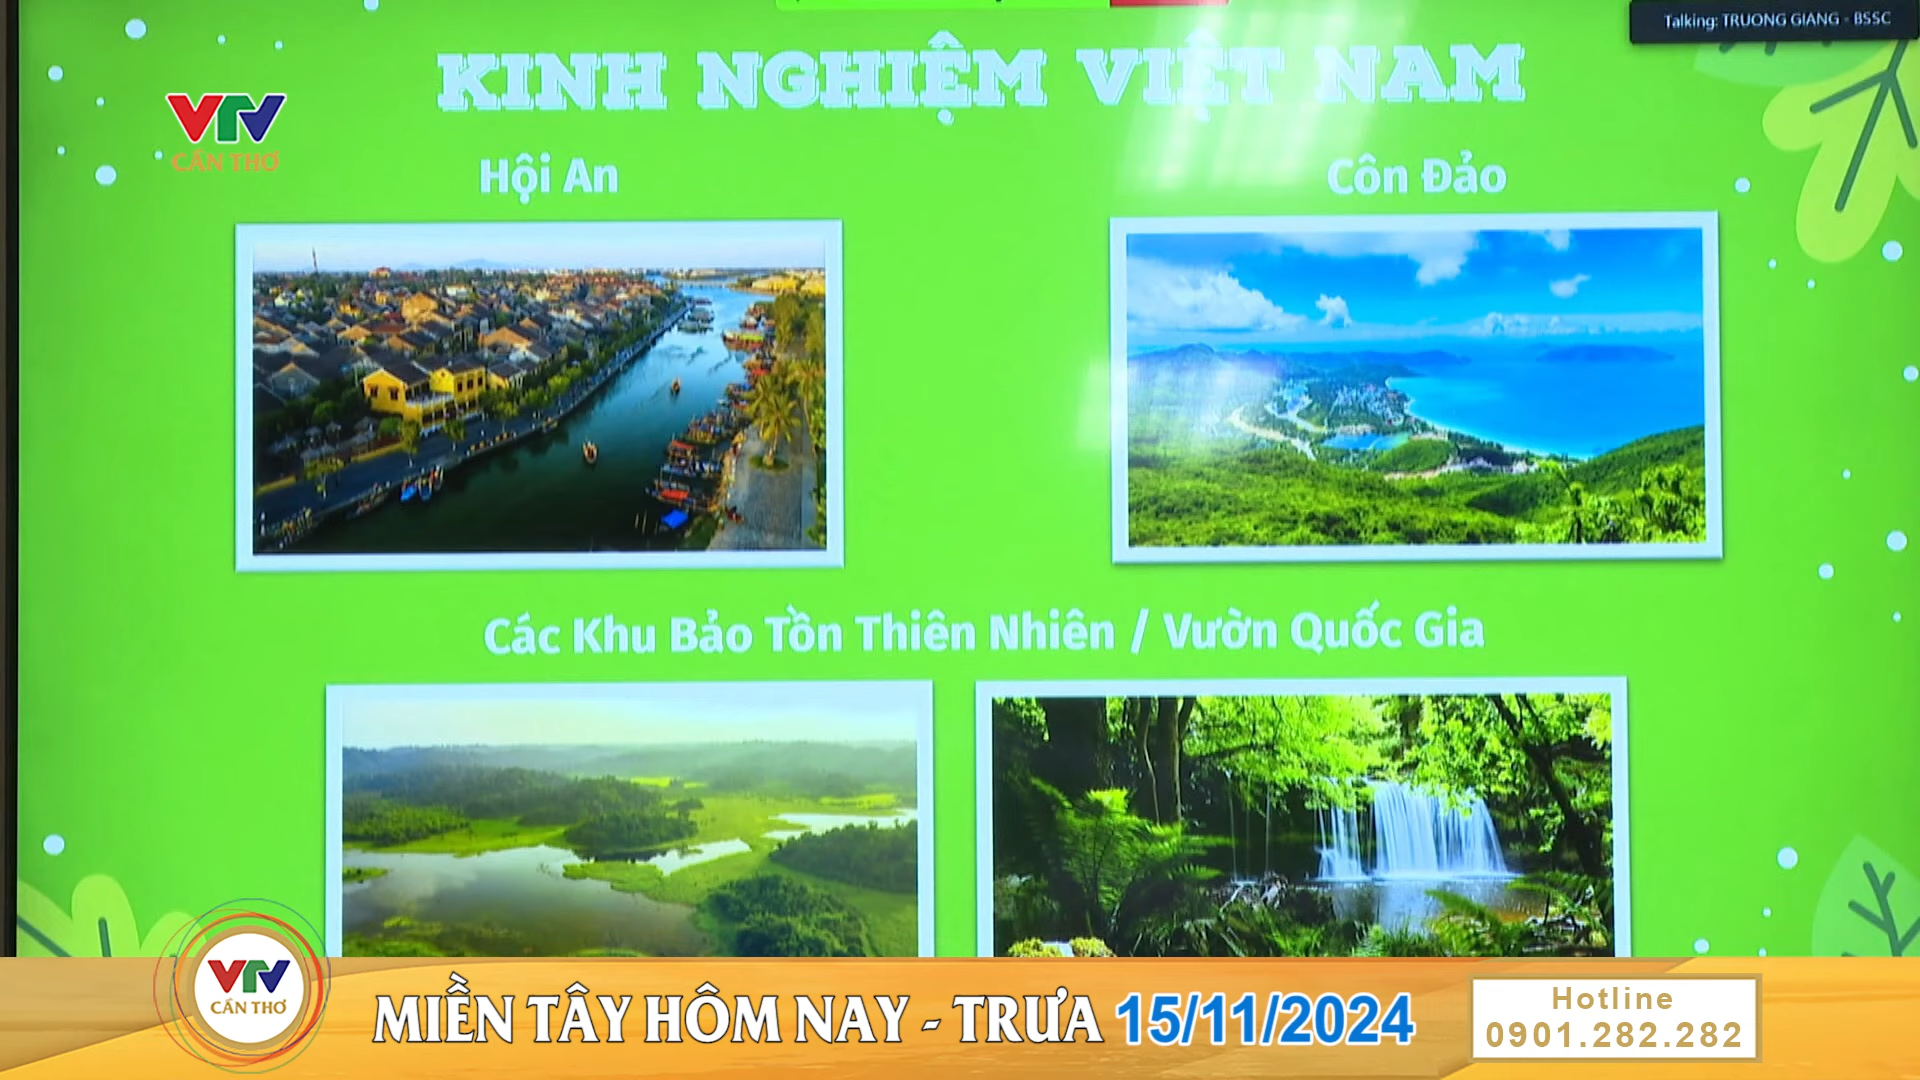 Talking: TRUONG GIANG - BSSC
KINH NGHIỆM VIỆT NAM
VTV
CẦN THƠ
Hội An
Côn Đảo
Các Khu Bảo Tồn Thiên Nhiên / Vườn Quốc Gia
VTV
CẦN THƠ
MIỀN TÂY HÔM NAY - TRƯA 15/11/2024
Hotline
0901.282.282